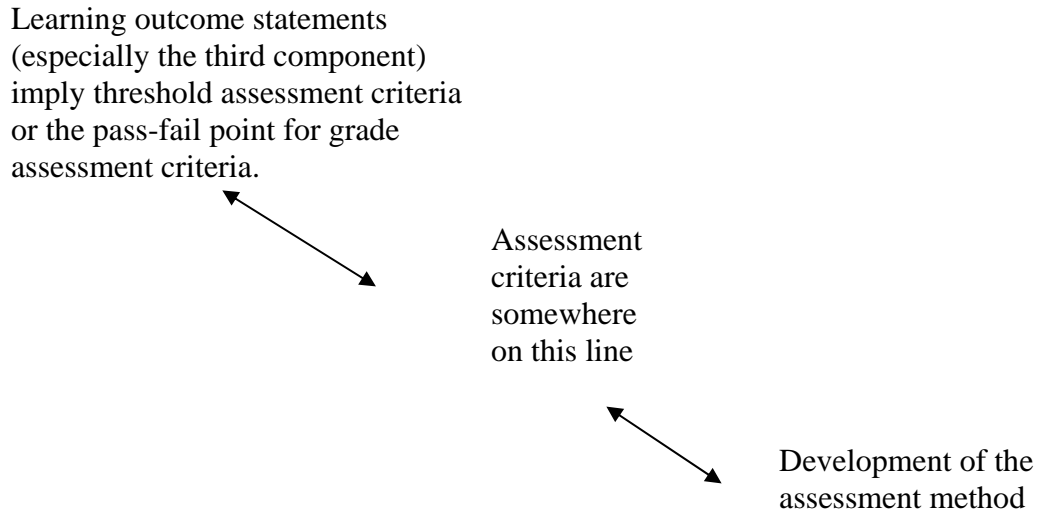 Learning outcome statements
(especially the third component)
imply threshold assessment criteria
or the pass-fail point for grade
assessment criteria.
Assessment
criteria are
somewhere
on this line
Development of the
assessment method